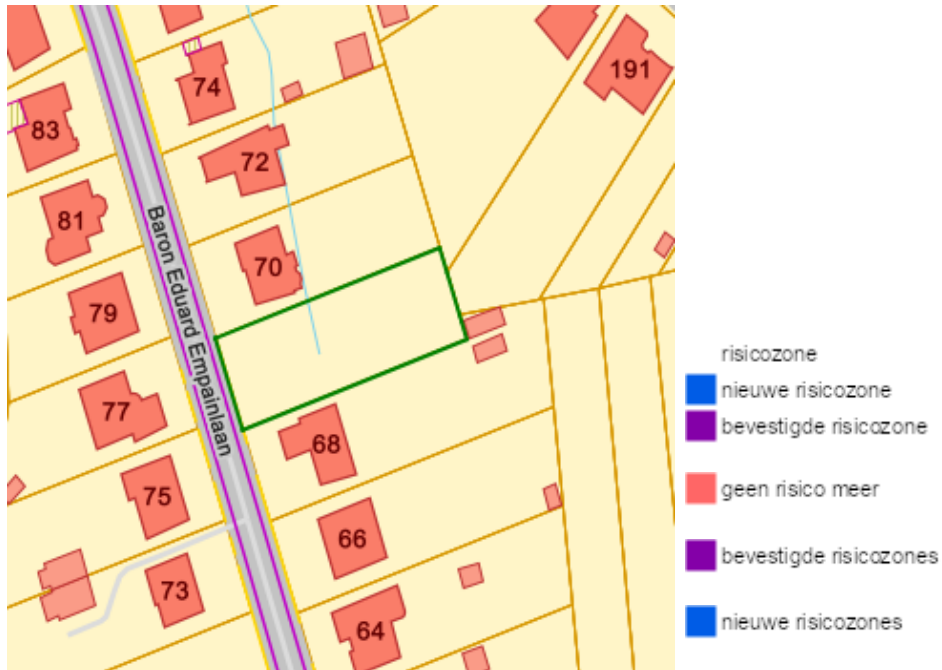 191
74
83
72
81
70
Baron Eduard Empainlaan
79
77
68
75
66
73
64
risicozone
nieuwe risicozone
bevestigde risicozone
geen risico meer
bevestigde risicozones
nieuwe risicozones